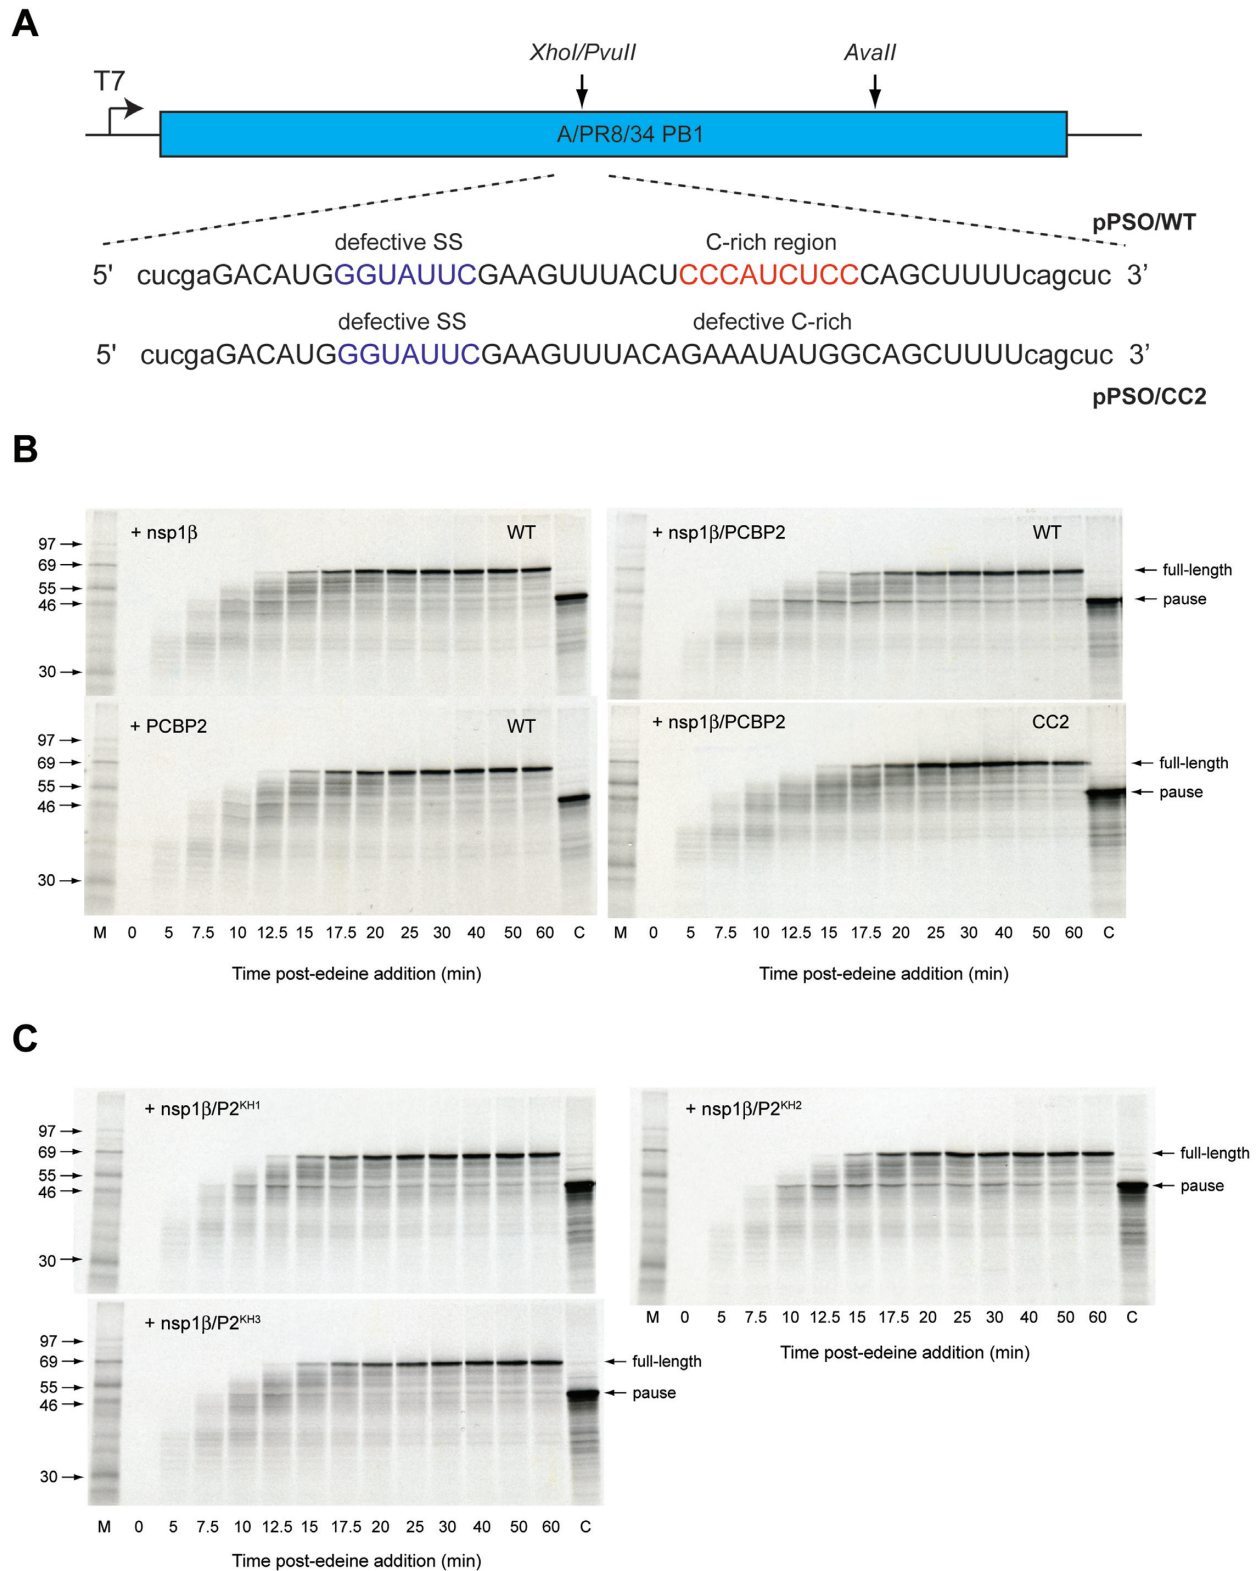 A
XhoI/PvuII AvaII
T7
A/PR8/34 PB1
pPSO/WT
defective SS C-rich region
5' cucgaGACAUGGGUAUUCGAAGUUUACUCCCAUCUCCCAGCUUUUcagcuc 3’
defective SS defective C-rich
5' cucgaGACAUGGGUAUUCGAAGUUUACAGAAAUAUGGCAGCUUUUcagcuc 3’
pPSO/CC2
B
+ nsp1β WT
97
69
55
46
30
+ nsp1β/PCBP2 WT
full-length
pause
+ PCBP2 WT
97
69
55
46
30
+ nsp1β/PCBP2 CC2
full-length
pause
M 0 5 7.5 10 12.5 15 17.5 20 25 30 40 50 60 C
Time post-edeine addition (min)
M 0 5 7.5 10 12.5 15 17.5 20 25 30 40 50 60 C
Time post-edeine addition (min)
C
+ nsp1β/P2KH1
97
69
55
46
30
+ nsp1β/P2KH2
full-length
pause
M 0 5 7.5 10 12.5 15 17.5 20 25 30 40 50 60 C
Time post-edeine addition (min)
+ nsp1β/P2KH3
97
69
55
46
30
full-length
pause
M 0 5 7.5 10 12.5 15 17.5 20 25 30 40 50 60 C
Time post-edeine addition (min)